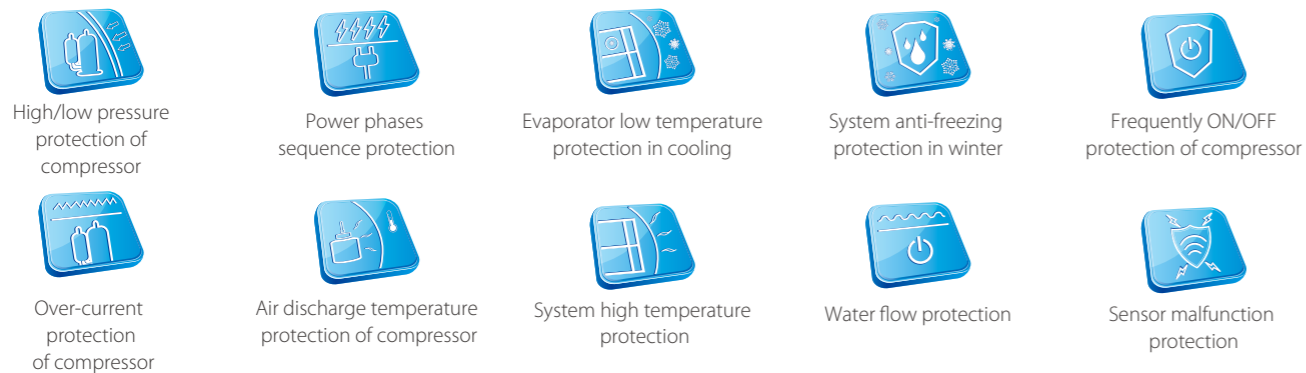 High/low pressure
protection of
compressor
Power phases
sequence protection
Evaporator low temperature
protection in cooling
System anti-freezing
protection in winter
Frequently ON/OFF
protection of compressor
Over-current
protection
of compressor
Air discharge temperature
protection of compressor
System high temperature
protection
Water flow protection
Sensor malfunction
protection